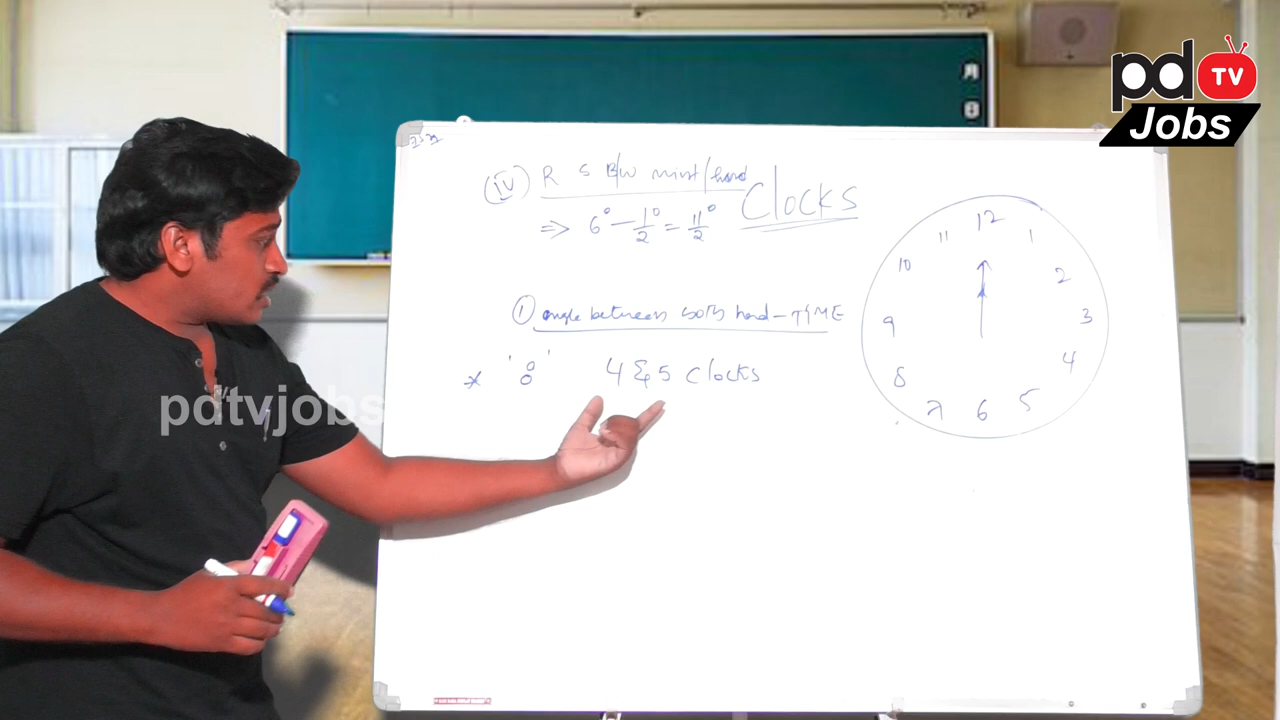 pd TV
Jobs
(iv) R S B/w mint/hand
Clocks
⇒ 6° - 1°/2 = 11°/2
① angle between both hand - TIME
* '0°' 4 & 5 Clocks
12
11 1
10 2
9 3
8 4
7 6 5
pdtvjobs